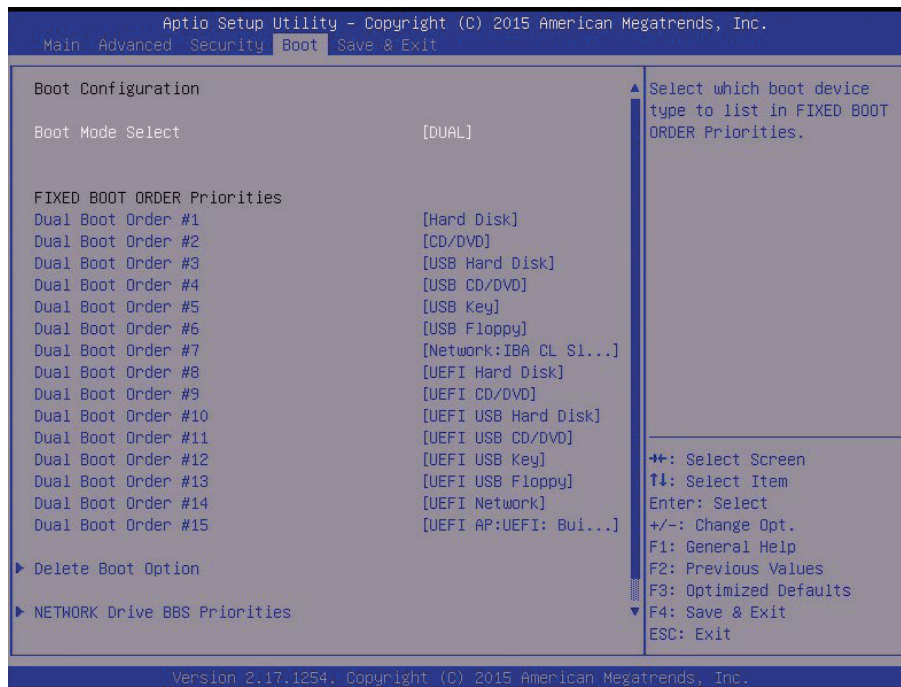 Aptio Setup Utility – Copyright (C) 2015 American Megatrends, Inc.
Main Advanced Security Boot Save & Exit
Boot Configuration
Boot Mode Select [DUAL]
FIXED BOOT ORDER Priorities
Dual Boot Order #1 [Hard Disk]
Dual Boot Order #2 [CD/DVD]
Dual Boot Order #3 [USB Hard Disk]
Dual Boot Order #4 [USB CD/DVD]
Dual Boot Order #5 [USB Key]
Dual Boot Order #6 [USB Floppy]
Dual Boot Order #7 [Network:IBA CL Sl...]
Dual Boot Order #8 [UEFI Hard Disk]
Dual Boot Order #9 [UEFI CD/DVD]
Dual Boot Order #10 [UEFI USB Hard Disk]
Dual Boot Order #11 [UEFI USB CD/DVD]
Dual Boot Order #12 [UEFI USB Key]
Dual Boot Order #13 [UEFI USB Floppy]
Dual Boot Order #14 [UEFI Network]
Dual Boot Order #15 [UEFI AP:UEFI: Bui...]
Delete Boot Option
NETWORK Drive BBS Priorities
Select which boot device
type to list in FIXED BOOT
ORDER Priorities.
→←: Select Screen
↑↓: Select Item
Enter: Select
+/-: Change Opt.
F1: General Help
F2: Previous Values
F3: Optimized Defaults
F4: Save & Exit
ESC: Exit
Version 2.17.1254. Copyright (C) 2015 American Megatrends, Inc.